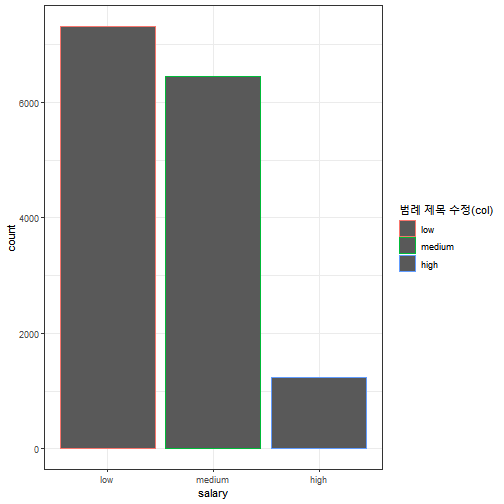 6000
4000
2000
0
count
low medium high
salary
범례 제목 수정(col)
low
medium
high